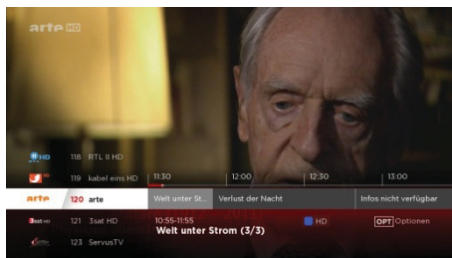 arte HD
118 RTL II HD
119 kabel eins HD 11:30 12:00 12:30 13:00
arte 120 arte Welt unter St... Verlust der Nacht Infos nicht verfügbar
3sat HD 121 3sat HD 10:55-11:55 HD OPT Optionen
Welt unter Strom (3/3)
123 ServusTV